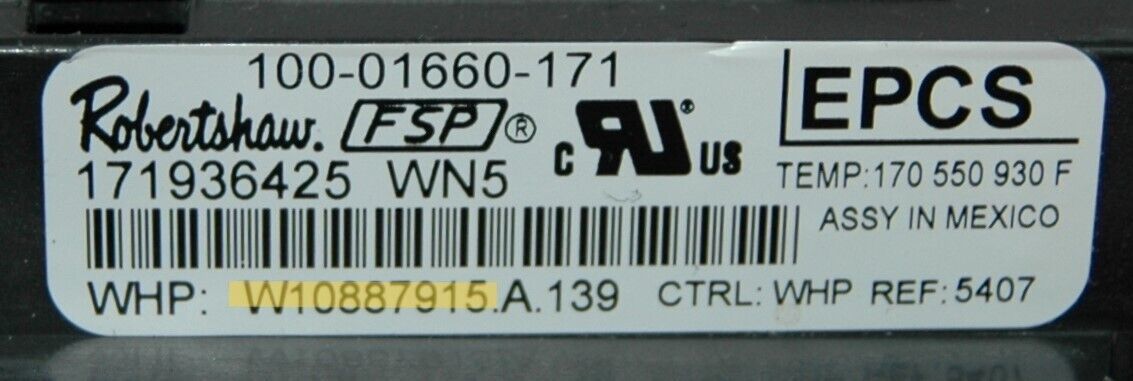 100-01660-171
Robertshaw. FSP® c RU® US
EPCS
171936425 WN5
TEMP:170 550 930 F
ASSY IN MEXICO
WHP: W10887915.A.139 CTRL: WHP REF:5407